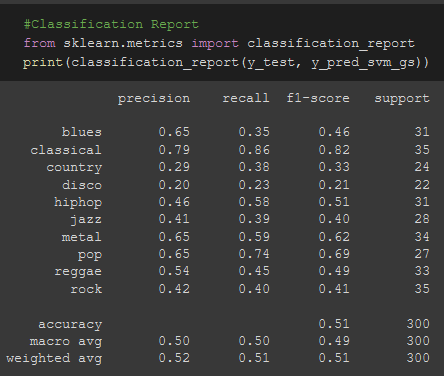 #Classification Report
from sklearn.metrics import classification_report
print(classification_report(y_test, y_pred_svm_gs))
precision recall f1-score support
blues 0.65 0.35 0.46 31
classical 0.79 0.86 0.82 35
country 0.29 0.38 0.33 24
disco 0.20 0.23 0.21 22
hiphop 0.46 0.58 0.51 31
jazz 0.41 0.39 0.40 28
metal 0.65 0.59 0.62 34
pop 0.65 0.74 0.69 27
reggae 0.54 0.45 0.49 33
rock 0.42 0.40 0.41 35
accuracy 0.51 300
macro avg 0.50 0.50 0.49 300
weighted avg 0.52 0.51 0.51 300